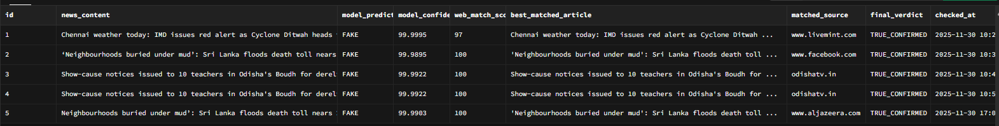 id news_content model_predict model_confide web_match_sco best_matched_article matched_source final_verdict checked_at
1 Chennai weather today: IMD issues red alert as Cyclone Ditwah heads FAKE 99.9995 97 Chennai weather today: IMD issues red alert as Cyclone Ditwah ... www.livemint.com TRUE_CONFIRMED 2025-11-30 10:2
2 ‘Neighbourhoods buried under mud’: Sri Lanka floods death toll nears FAKE 99.9895 100 'Neighbourhoods buried under mud': Sri Lanka floods death toll ... www.facebook.com TRUE_CONFIRMED 2025-11-30 10:3
3 Show-cause notices issued to 10 teachers in Odisha's Boudh for derel FAKE 99.9922 100 Show-cause notices issued to 10 teachers in Odisha's Boudh for ... odishatv.in TRUE_CONFIRMED 2025-11-30 10:4
4 Show-cause notices issued to 10 teachers in Odisha's Boudh for derel FAKE 99.9922 100 Show-cause notices issued to 10 teachers in Odisha's Boudh for ... odishatv.in TRUE_CONFIRMED 2025-11-30 10:5
5 Neighbourhoods buried under mud’: Sri Lanka floods death toll nears FAKE 99.9903 100 'Neighbourhoods buried under mud': Sri Lanka floods death toll ... www.aljazeera.com TRUE_CONFIRMED 2025-11-30 17:0